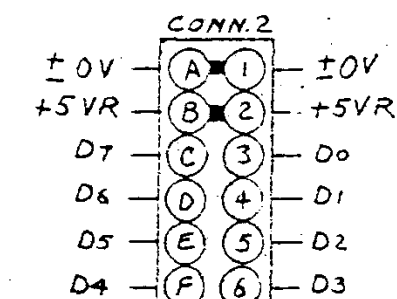 CONN.2
± 0V A 1 ± 0V
+5VR B 2 +5VR
D7 C 3 D0
D6 D 4 D1
D5 E 5 D2
D4 F 6 D3